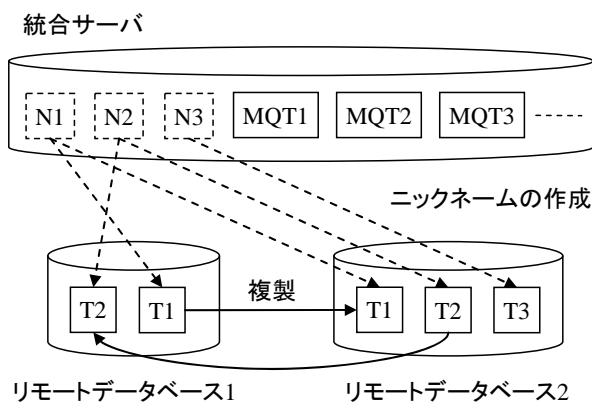 統合サーバ
N1 N2 N3 MQT1 MQT2 MQT3
ニックネームの作成
T2 T1 複製 T1 T2 T3
リモートデータベース1 リモートデータベース2